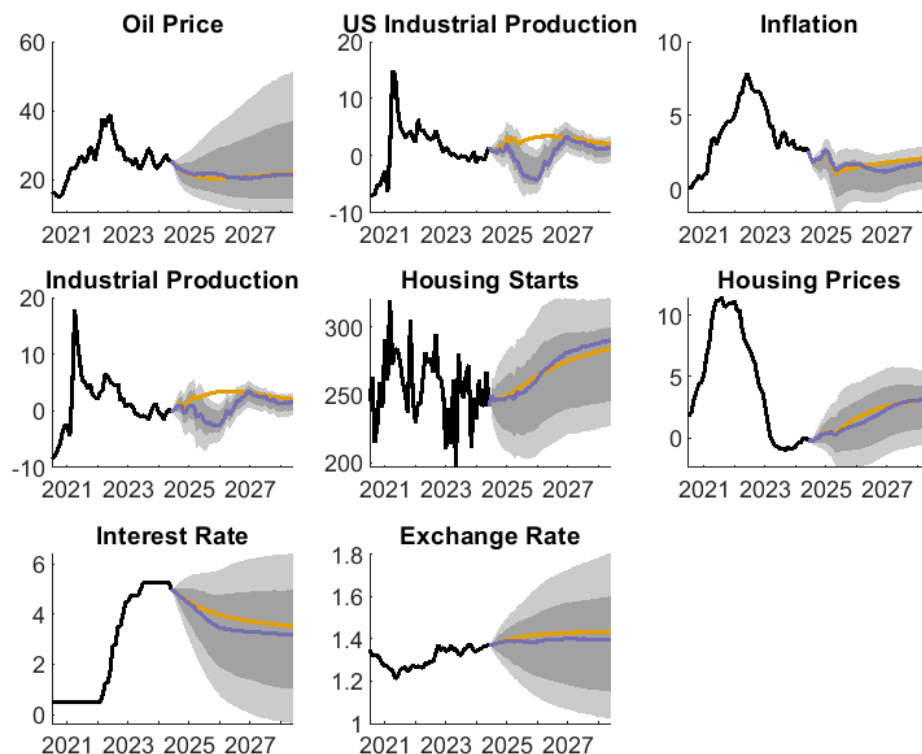 Oil Price
60
40
20
2021 2023 2025 2027
US Industrial Production
20
10
0
-10
2021 2023 2025 2027
Inflation
10
5
0
2021 2023 2025 2027
Industrial Production
20
10
0
-10
2021 2023 2025 2027
Housing Starts
300
250
200
2021 2023 2025 2027
Housing Prices
10
5
0
2021 2023 2025 2027
Interest Rate
6
4
2
0
2021 2023 2025 2027
Exchange Rate
1.8
1.6
1.4
1.2
1
2021 2023 2025 2027